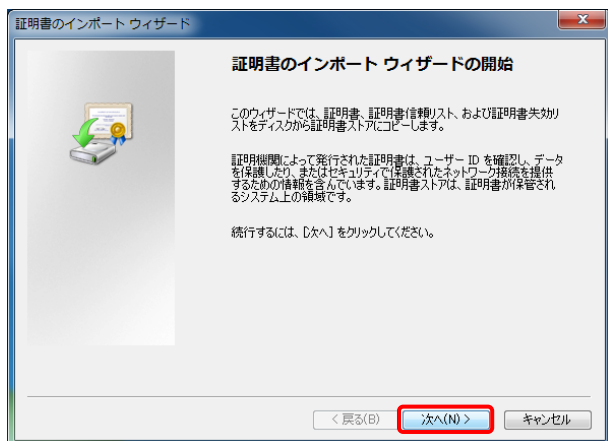 証明書のインポート ウィザード
証明書のインポート ウィザードの開始
このウィザードでは、証明書、証明書信頼リスト、および証明書失効リ
ストをディスクから証明書ストアにコピーします。
証明機関によって発行された証明書は、ユーザー ID を確認し、データ
を保護したり、またはセキュリティで保護されたネットワーク接続を提供
するための情報を含んでいます。証明書ストアは、証明書が保管され
るシステム上の領域です。
続行するには、[次へ] をクリックしてください。
< 戻る(B) 次へ(N) > キャンセル